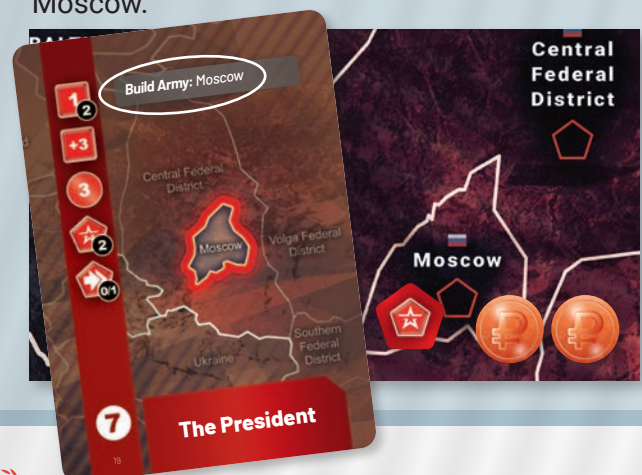 Moscow.
Build Army: Moscow
1
2
+3
3
2
0/1
Central Federal
District
Moscow
Volga Federal
District
Southern
Federal
District
Ukraine
7
The President
19
Central
Federal
District
Moscow
₽
₽